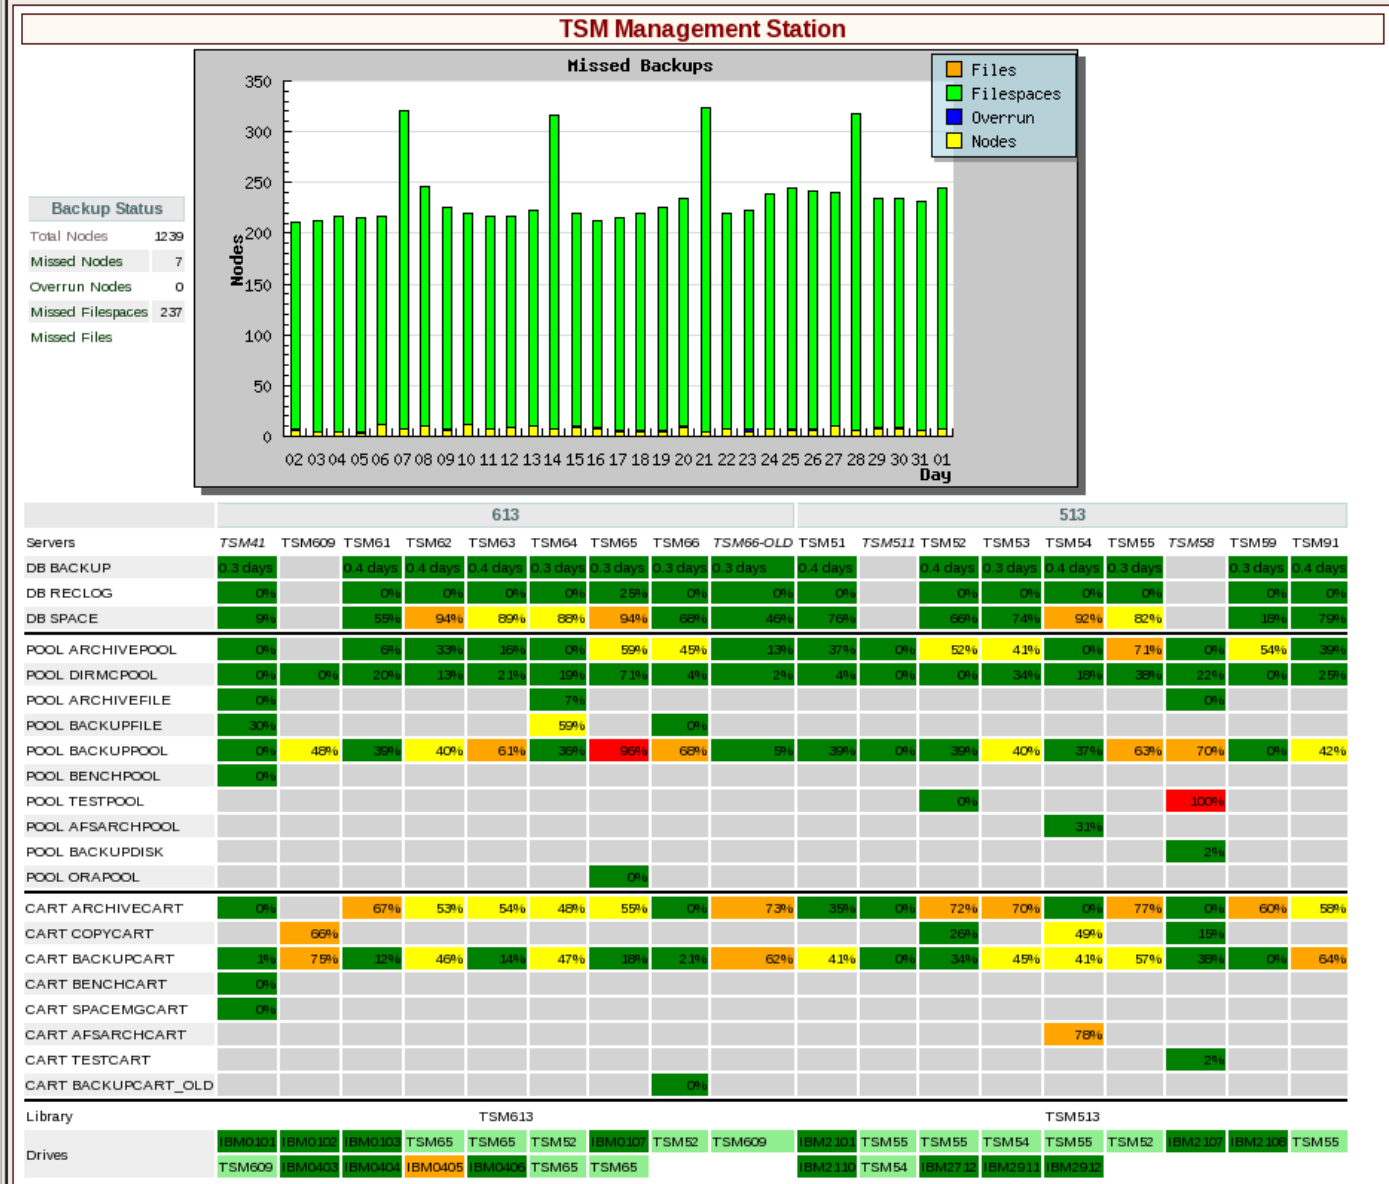 TSM Management Station
Missed Backups
Files
Filespaces
Overrun
Nodes
350
300
250
200
150
100
50
0
Nodes
02 03 04 05 06 07 08 09 10 11 12 13 14 15 16 17 18 19 20 21 22 23 24 25 26 27 28 29 30 31 01
Day
Backup Status
Total Nodes 1239
Missed Nodes 7
Overrun Nodes 0
Missed Filespaces 237
Missed Files
613 513
Servers TSM41 TSM609 TSM61 TSM62 TSM63 TSM64 TSM65 TSM66 TSM66-OLD TSM51 TSM511 TSM52 TSM53 TSM54 TSM55 TSM58 TSM59 TSM91
DB BACKUP 0.3 days 0.4 days 0.4 days 0.4 days 0.3 days 0.3 days 0.3 days 0.3 days 0.4 days 0.4 days 0.3 days 0.4 days 0.3 days 0.3 days 0.4 days
DB RECLOG 0% 0% 0% 0% 0% 25% 0% 0% 0% 0% 0% 0% 0% 0% 0%
DB SPACE 9% 55% 94% 89% 88% 94% 68% 46% 76% 66% 74% 92% 82% 18% 79%
POOL ARCHIVEPOOL 0% 6% 33% 16% 0% 59% 45% 13% 37% 0% 52% 41% 0% 71% 0% 54% 39%
POOL DIRMCPOOL 0% 0% 20% 13% 21% 19% 71% 4% 2% 4% 0% 0% 34% 18% 38% 22% 0% 25%
POOL ARCHIVEFILE 0% 7% 0%
POOL BACKUPFILE 30% 59% 0%
POOL BACKUPPOOL 0% 48% 39% 40% 61% 36% 96% 68% 5% 39% 0% 39% 40% 37% 63% 70% 0% 42%
POOL BENCHPOOL 0%
POOL TESTPOOL 0% 100%
POOL AFSARCHPOOL 31%
POOL BACKUPDISK 2%
POOL ORAPOOL 0%
CART ARCHIVECART 0% 67% 53% 54% 48% 55% 0% 73% 35% 0% 72% 70% 0% 77% 0% 60% 58%
CART COPYCART 66% 26% 49% 15%
CART BACKUPCART 1% 75% 12% 46% 14% 47% 18% 21% 62% 41% 0% 34% 45% 41% 57% 38% 0% 64%
CART BENCHCART 0%
CART SPACEMGCART 0%
CART AFSARCHCART 78%
CART TESTCART 2%
CART BACKUPCART_OLD 0%
Library TSM613 TSM513
Drives
IBM0101 IBM0102 IBM0103 TSM65 TSM65 TSM52 IBM0107 TSM52 TSM609 IBM2101 TSM55 TSM55 TSM54 TSM55 TSM52 IBM2107 IBM2108 TSM55
TSM609 IBM0403 IBM0404 IBM0405 IBM0406 TSM65 TSM65 IBM2110 TSM54 IBM2712 IBM2911 IBM2912